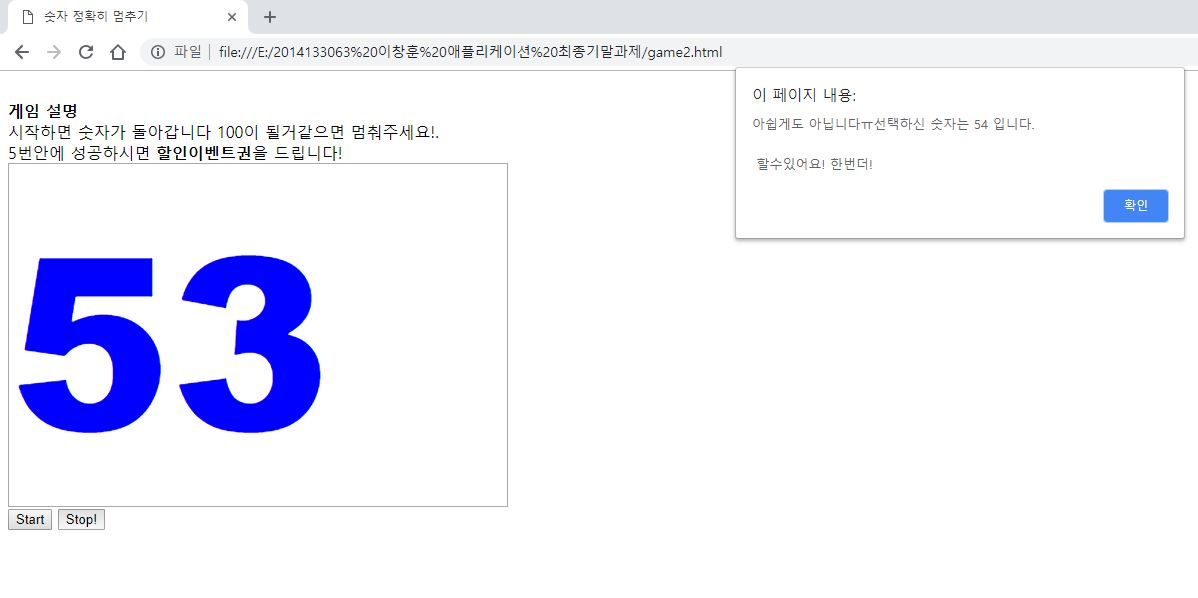 숫자 정확히 멈추기
파일 file:///E:/2014133063%20이창훈%20애플리케이션%20최종기말과제/game2.html
게임 설명
시작하면 숫자가 돌아갑니다 100이 될거같으면 멈춰주세요!.
5번안에 성공하시면 할인이벤트권을 드립니다!
53
Start Stop!
이 페이지 내용:
아쉽게도 아닙니다ㅠ선택하신 숫자는 54 입니다.
할수있어요! 한번더!
확인